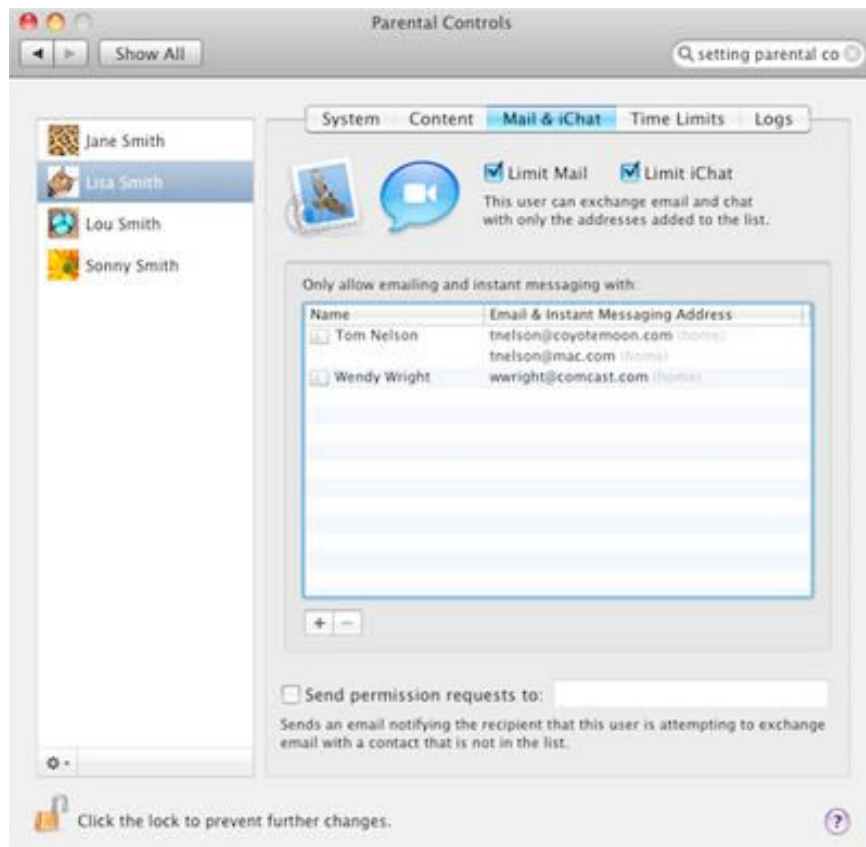 Parental Controls
Show All
setting parental co
System Content Mail & iChat Time Limits Logs
Jane Smith
Lisa Smith
Lou Smith
Sonny Smith
Limit Mail Limit iChat
This user can exchange email and chat
with only the addresses added to the list.
Only allow emailing and instant messaging with:
Name Email & Instant Messaging Address
Tom Nelson tnelson@coyotemoon.com (home)
tnelson@mac.com (home)
Wendy Wright wwright@comcast.com (home)
Send permission requests to:
Sends an email notifying the recipient that this user is attempting to exchange
email with a contact that is not in the list.
Click the lock to prevent further changes.
?